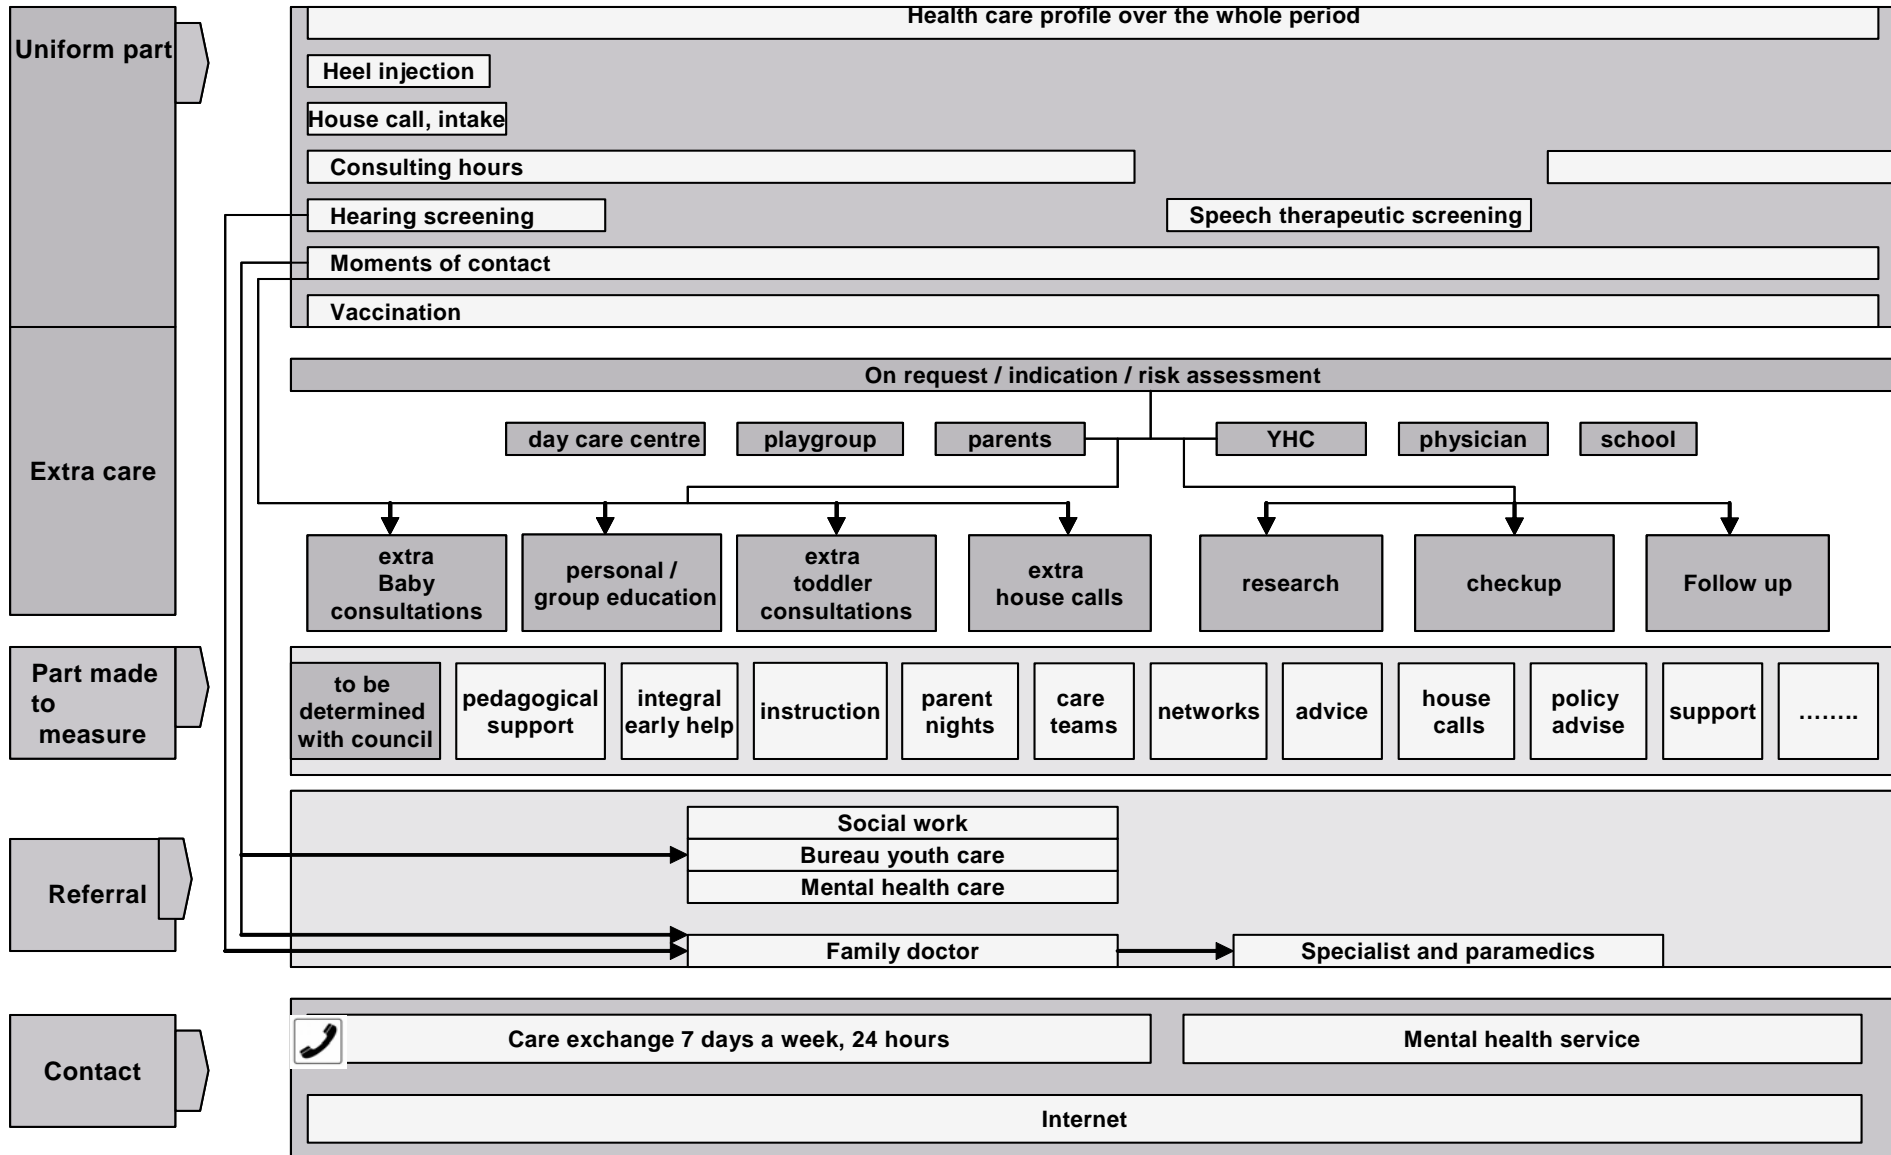 Health care profile over the whole period
Uniform part
Heel injection
House call, intake
Consulting hours
Hearing screening
Speech therapeutic screening
Moments of contact
Vaccination
On request / indication / risk assessment
day care centre
playgroup
parents
YHC
physician
school
Extra care
extra
Baby
consultations
personal /
group education
extra
toddler
consultations
extra
house calls
research
checkup
Follow up
Part made
to
measure
to be
determined
with council
pedagogical
support
integral
early help
instruction
parent
nights
care
teams
networks
advice
house
calls
policy
advise
support
........
Referral
Social work
Bureau youth care
Mental health care
Family doctor
Specialist and paramedics
Contact
Care exchange 7 days a week, 24 hours
Mental health service
Internet